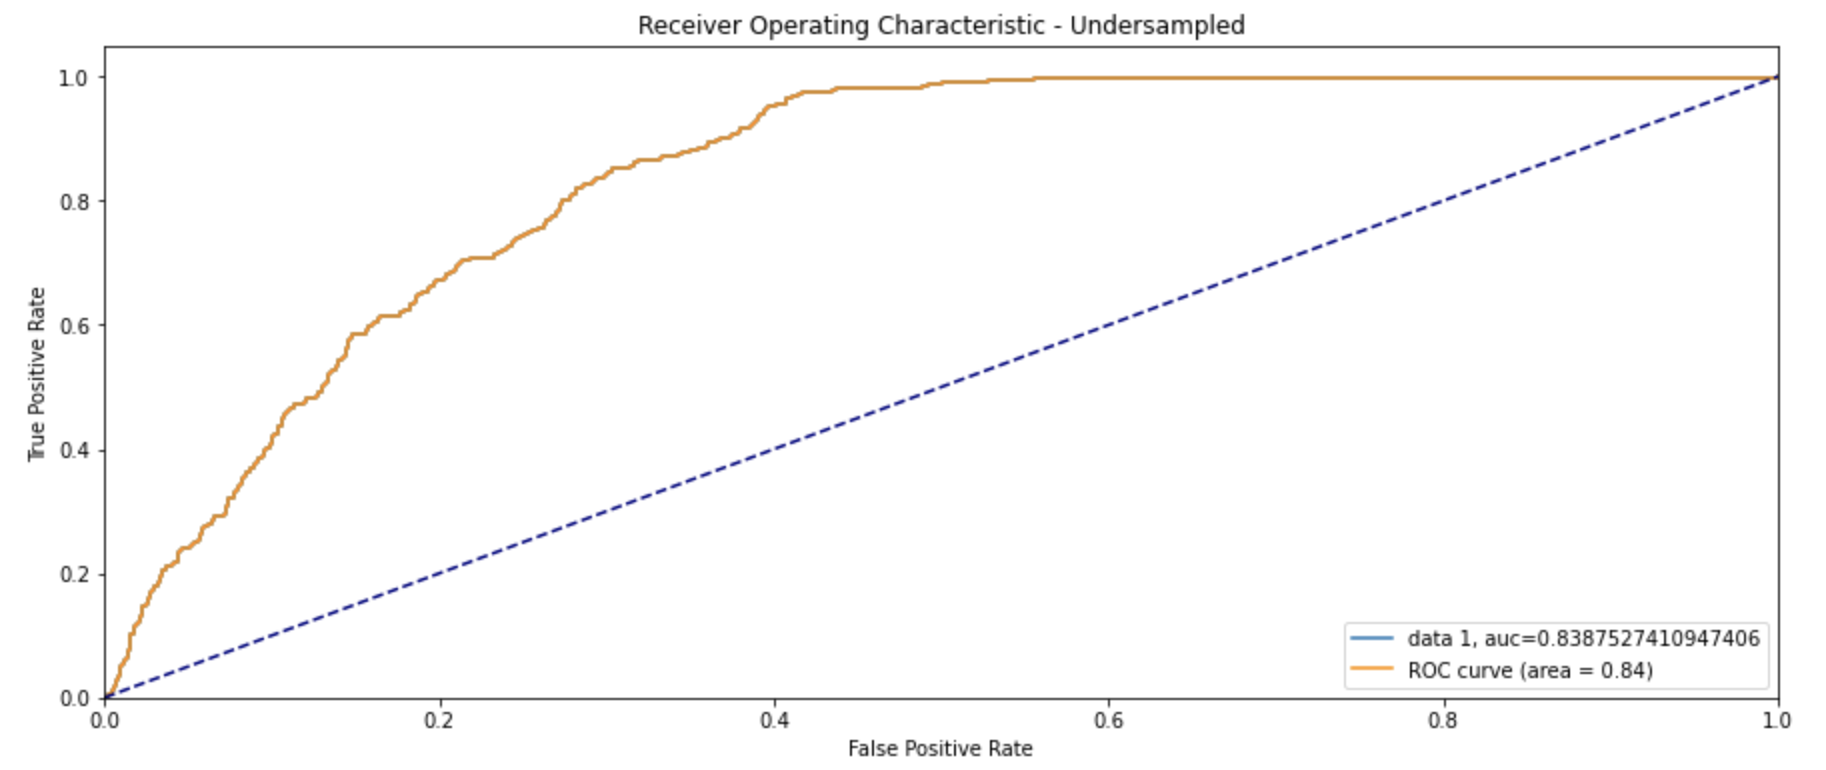 Receiver Operating Characteristic - Undersampled
1.0
0.8
0.6
0.4
0.2
0.0
True Positive Rate
data 1, auc=0.8387527410947406
ROC curve (area = 0.84)
0.0 0.2 0.4 0.6 0.8 1.0
False Positive Rate